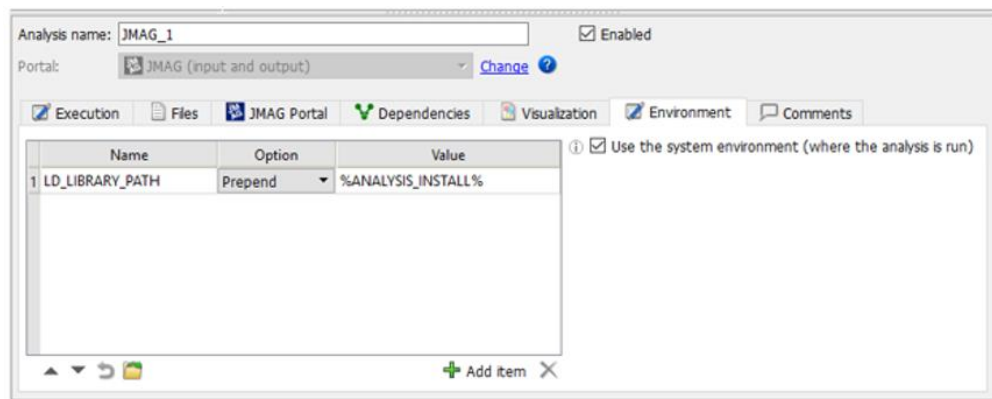 Analysis name: JMAG_1 Enabled
Portal: JMAG (input and output) Change ?
Execution Files JMAG Portal Dependencies Visualization Environment Comments
Name Option Value
1 LD_LIBRARY_PATH Prepend %ANALYSIS_INSTALL%
Use the system environment (where the analysis is run)
Add item